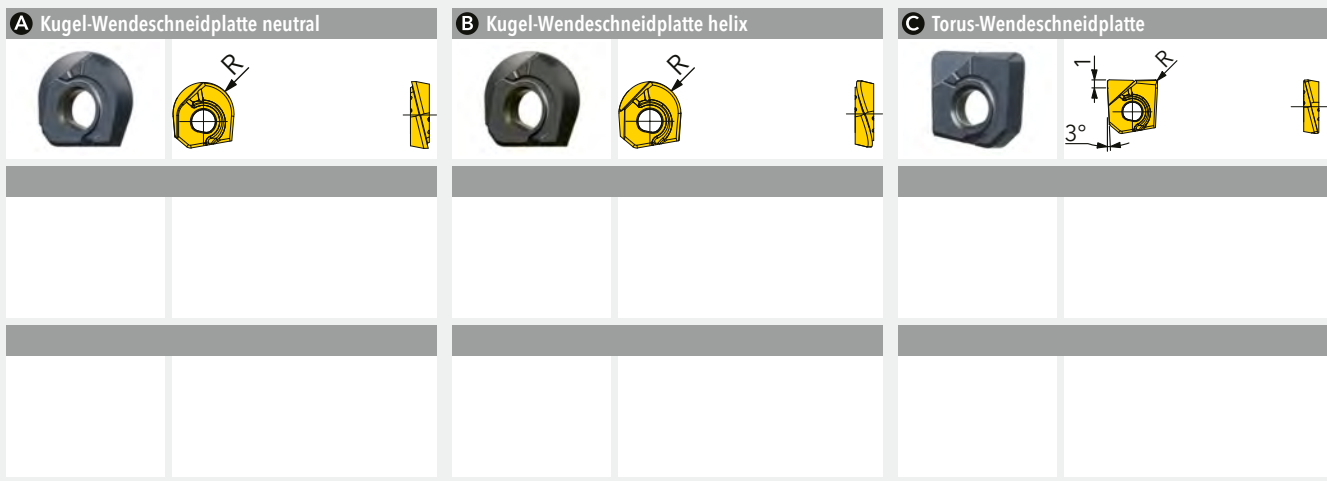 A Kugel-Wendeschneidplatte neutral
R
B Kugel-Wendeschneidplatte helix
R
C Torus-Wendeschneidplatte
1
R
3°